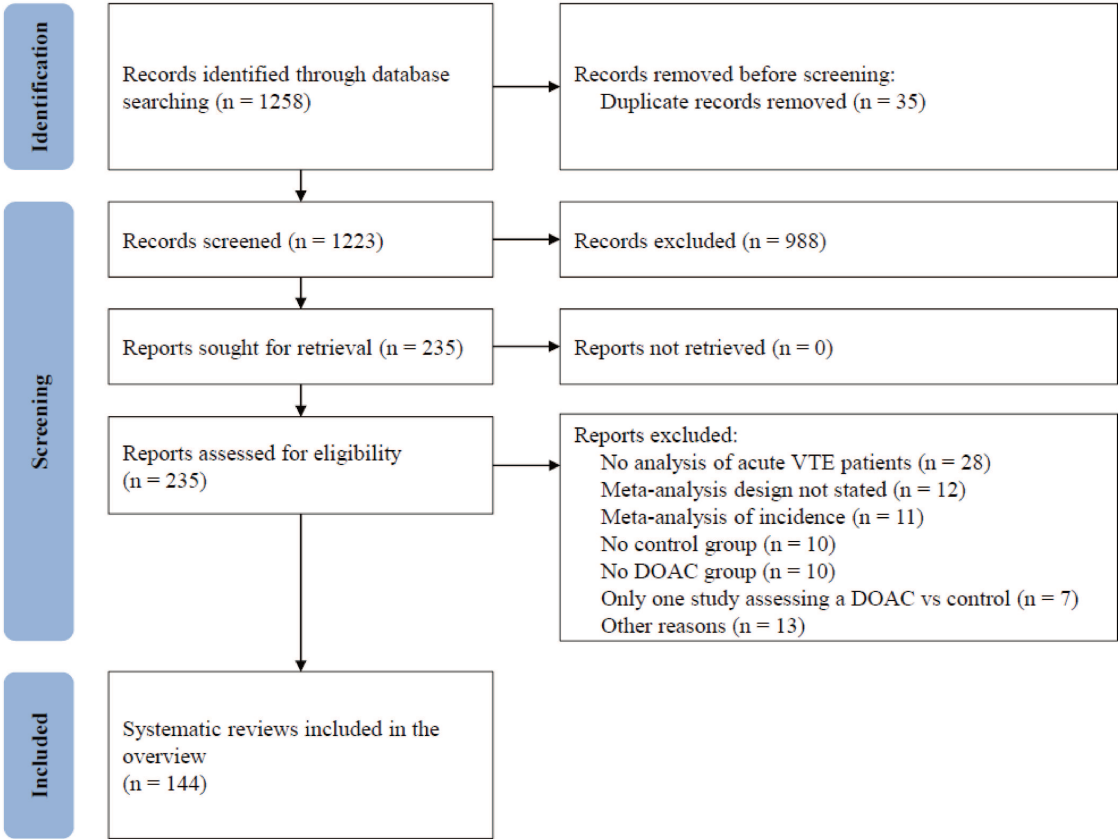 Identification
Records identified through database
searching (n = 1258)
Records removed before screening:
Duplicate records removed (n = 35)
Screening
Records screened (n = 1223)
Records excluded (n = 988)
Reports sought for retrieval (n = 235)
Reports not retrieved (n = 0)
Reports assessed for eligibility
(n = 235)
Reports excluded:
No analysis of acute VTE patients (n = 28)
Meta-analysis design not stated (n = 12)
Meta-analysis of incidence (n = 11)
No control group (n = 10)
No DOAC group (n = 10)
Only one study assessing a DOAC vs control (n = 7)
Other reasons (n = 13)
Included
Systematic reviews included in the
overview
(n = 144)